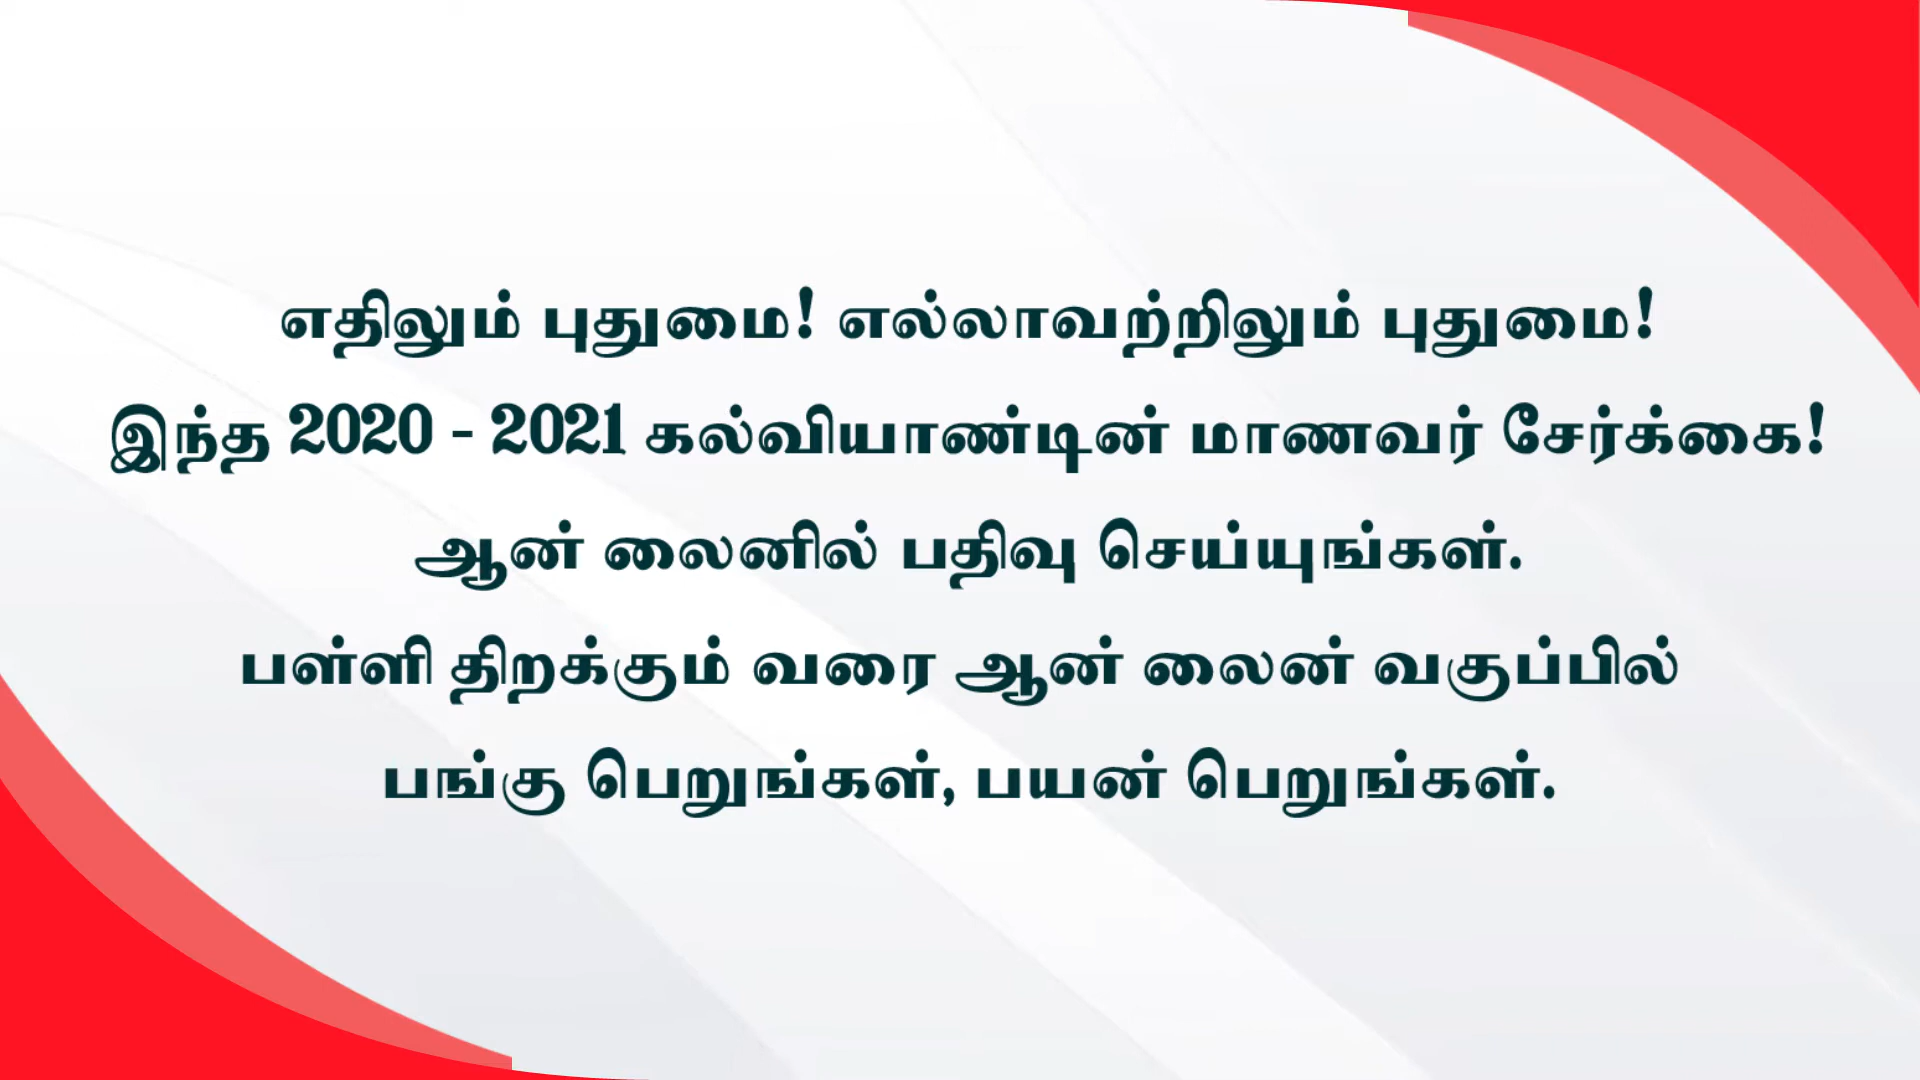 எதிலும் புதுமை! எல்லாவற்றிலும் புதுமை!
இந்த 2020 - 2021 கல்வியாண்டின் மாணவர் சேர்க்கை!
ஆன் லைனில் பதிவு செய்யுங்கள்.
பள்ளி திறக்கும் வரை ஆன் லைன் வகுப்பில்
பங்கு பெறுங்கள், பயன் பெறுங்கள்.